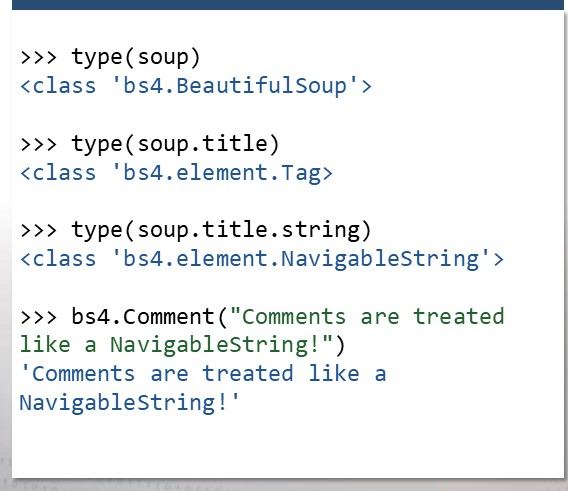 >>> type(soup)
<class 'bs4.BeautifulSoup'>
>>> type(soup.title)
<class 'bs4.element.Tag>
>>> type(soup.title.string)
<class 'bs4.element.NavigableString'>
>>> bs4.Comment("Comments are treated
like a NavigableString!")
'Comments are treated like a
NavigableString!'